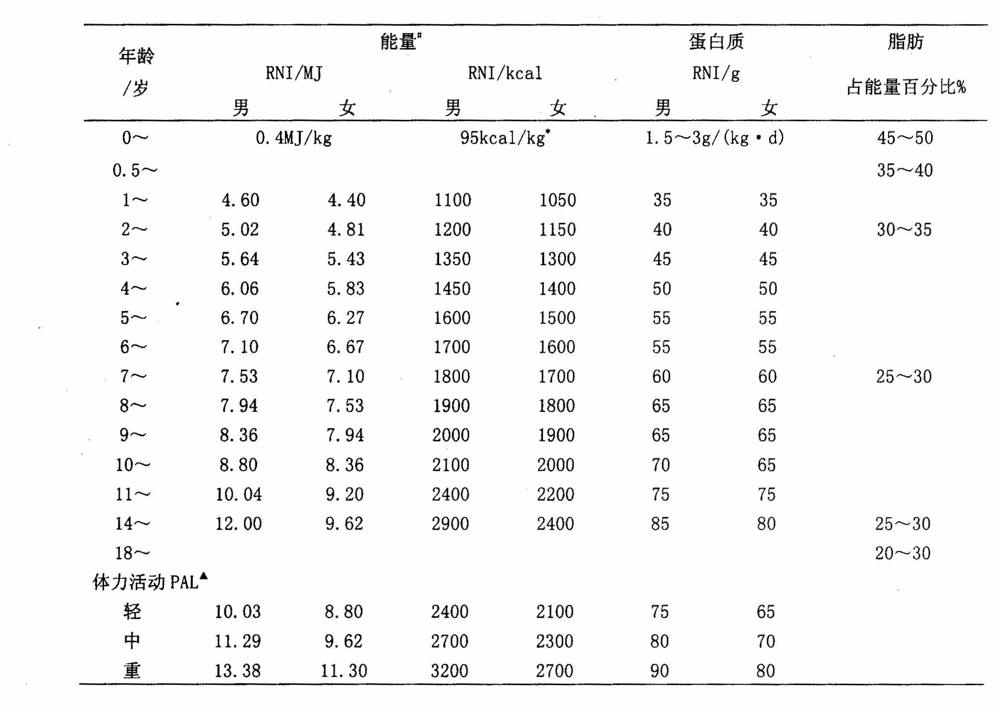 能量# 蛋白质 脂肪
年龄
RNI/MJ RNI/kcal RNI/g
/岁 占能量百分比%
男 女 男 女 男 女
0～ 0.4MJ/kg 95kcal/kg* 1.5～3g/(kg·d) 45～50
0.5～ 35～40
1～ 4.60 4.40 1100 1050 35 35
2～ 5.02 4.81 1200 1150 40 40 30～35
3～ 5.64 5.43 1350 1300 45 45
4～ 6.06 5.83 1450 1400 50 50
5～ 6.70 6.27 1600 1500 55 55
6～ 7.10 6.67 1700 1600 55 55
7～ 7.53 7.10 1800 1700 60 60 25～30
8～ 7.94 7.53 1900 1800 65 65
9～ 8.36 7.94 2000 1900 65 65
10～ 8.80 8.36 2100 2000 70 65
11～ 10.04 9.20 2400 2200 75 75
14～ 12.00 9.62 2900 2400 85 80 25～30
18～ 20～30
体力活动PAL▲
轻 10.03 8.80 2400 2100 75 65
中 11.29 9.62 2700 2300 80 70
重 13.38 11.30 3200 2700 90 80